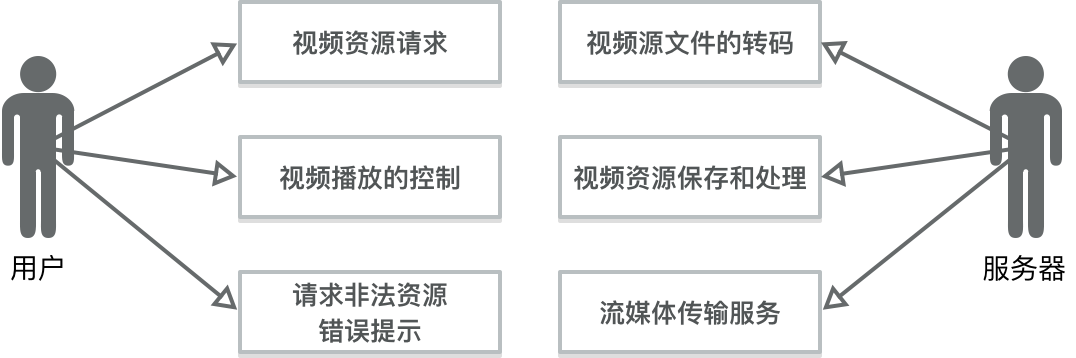 视频资源请求
视频源文件的转码
视频播放的控制
视频资源保存和处理
用户
服务器
请求非法资源
错误提示
流媒体传输服务